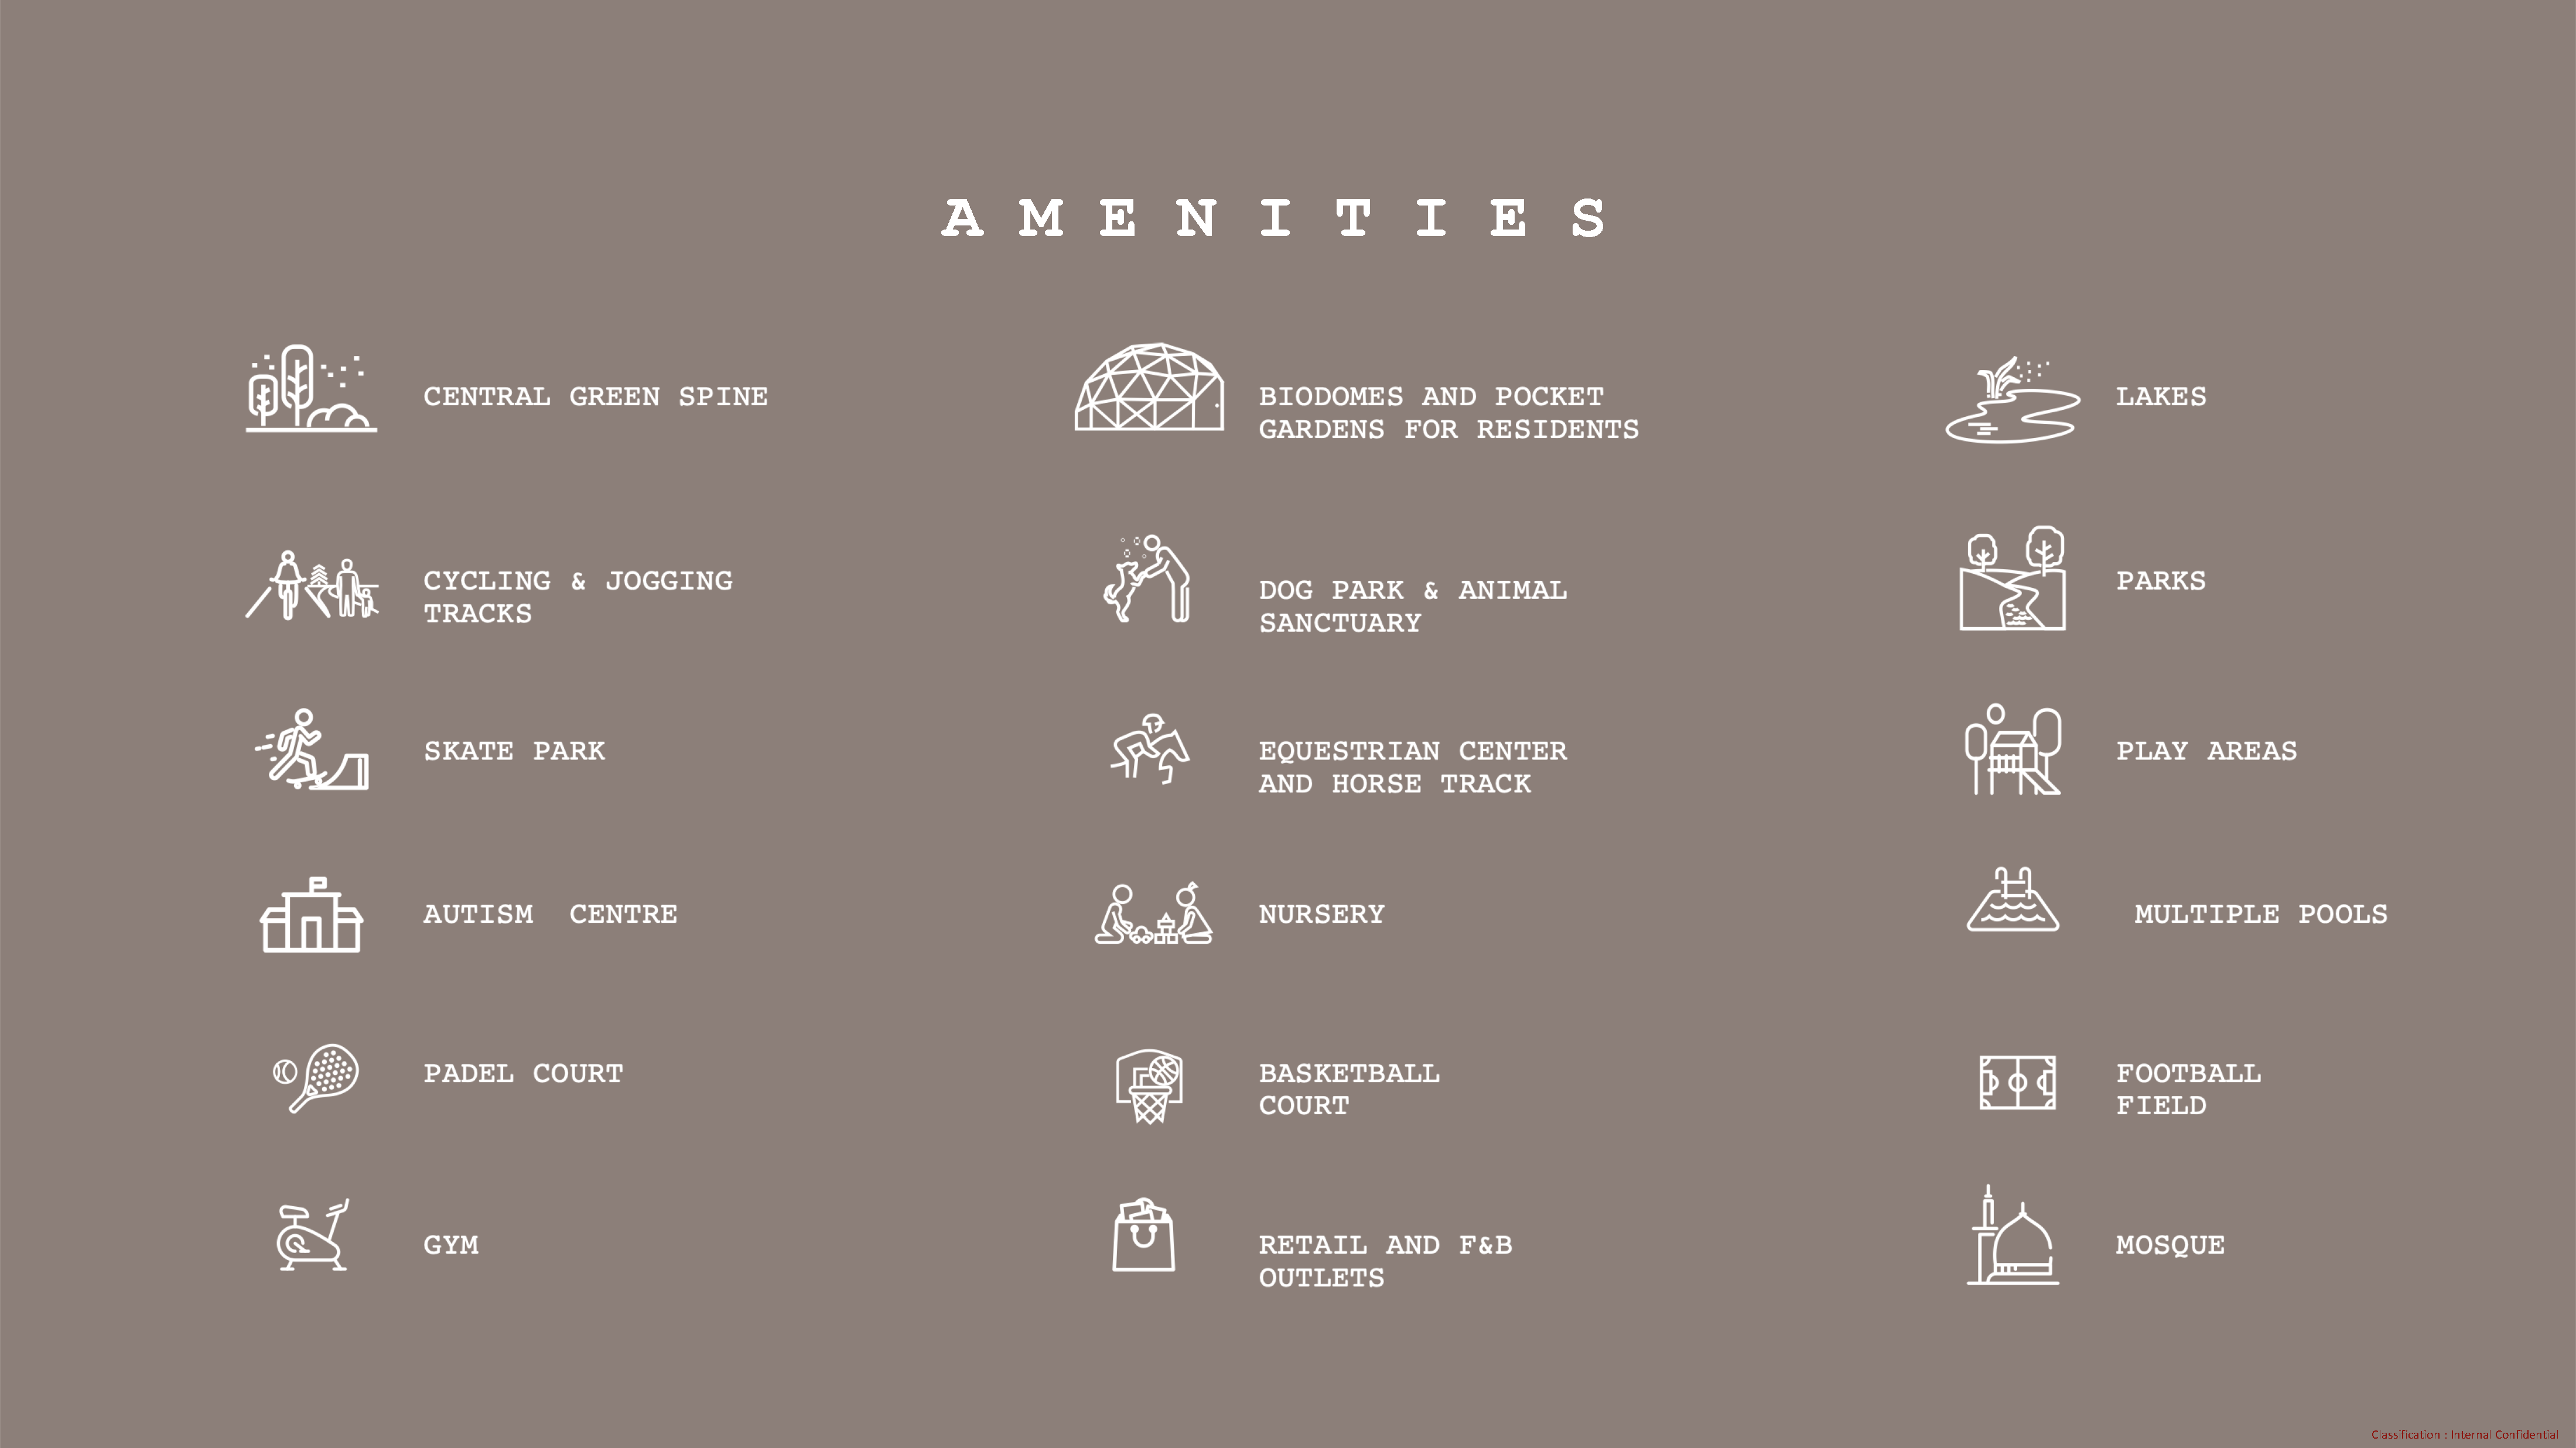 AMENITIES
CENTRAL GREEN SPINE
BIODOMES AND POCKET
GARDENS FOR RESIDENTS
LAKES
CYCLING & JOGGING
TRACKS
DOG PARK & ANIMAL
SANCTUARY
PARKS
SKATE PARK
EQUESTRIAN CENTER
AND HORSE TRACK
PLAY AREAS
AUTISM CENTRE
NURSERY
MULTIPLE POOLS
PADEL COURT
BASKETBALL
COURT
FOOTBALL
FIELD
GYM
RETAIL AND F&B
OUTLETS
MOSQUE
Classification : Internal Confidential